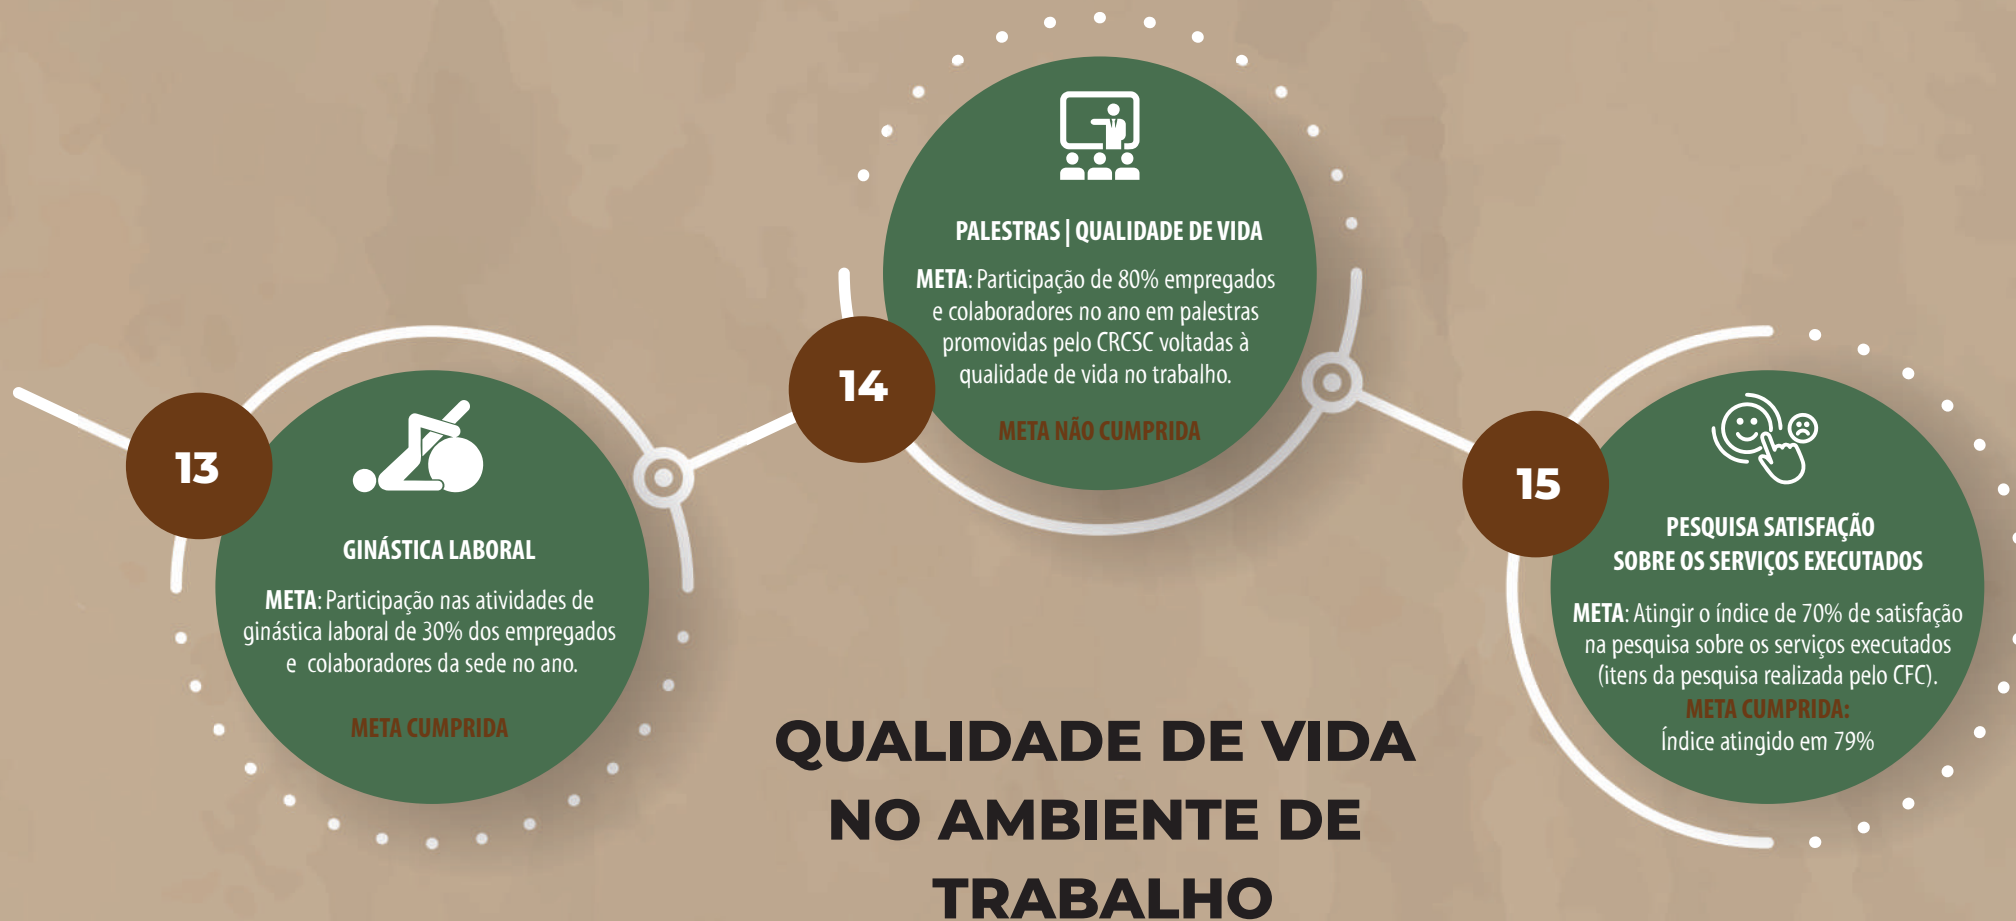 13
GINÁSTICA LABORAL
META: Participação nas atividades de
ginástica laboral de 30% dos empregados
e colaboradores da sede no ano.
META CUMPRIDA
14
PALESTRAS | QUALIDADE DE VIDA
META: Participação de 80% empregados
e colaboradores no ano em palestras
promovidas pelo CRCSC voltadas à
qualidade de vida no trabalho.
META NÃO CUMPRIDA
15
PESQUISA SATISFAÇÃO
SOBRE OS SERVIÇOS EXECUTADOS
META: Atingir o índice de 70% de satisfação
na pesquisa sobre os serviços executados
(itens da pesquisa realizada pelo CFC).
META CUMPRIDA:
Índice atingido em 79%
QUALIDADE DE VIDA
NO AMBIENTE DE
TRABALHO